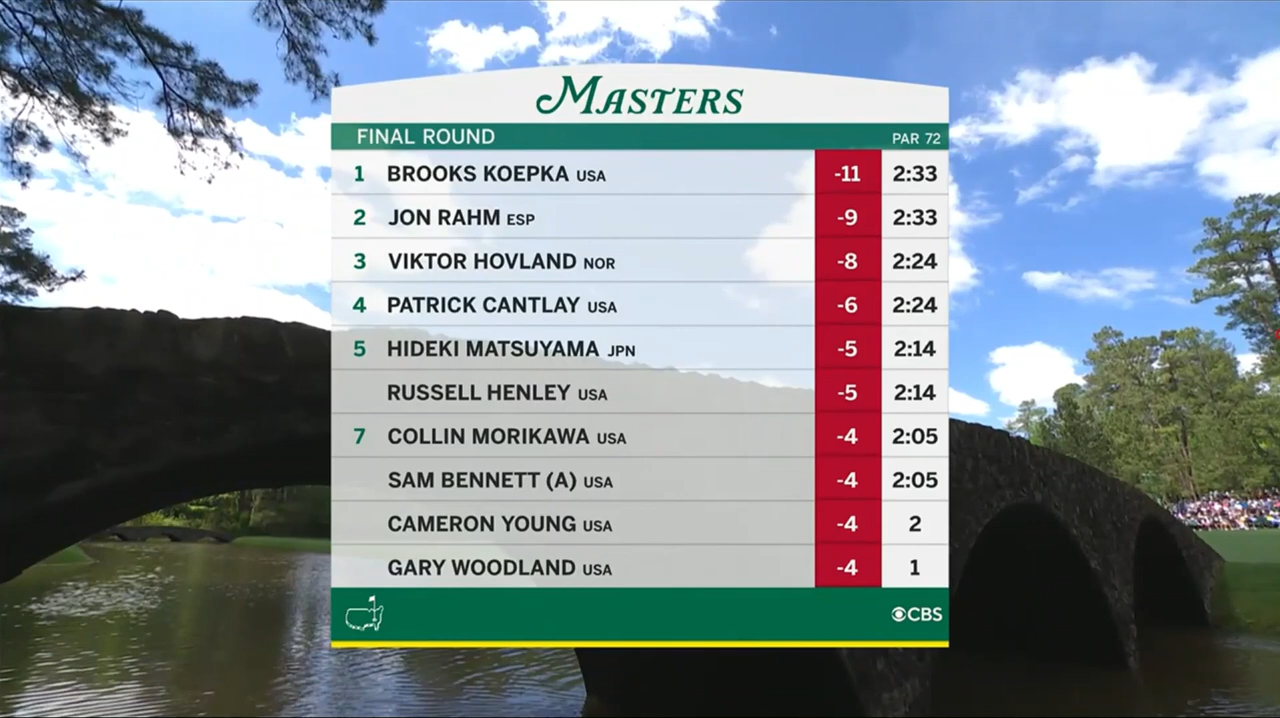 MASTERS
FINAL ROUND PAR 72
1 BROOKS KOEPKA USA -11 2:33
2 JON RAHM ESP -9 2:33
3 VIKTOR HOVLAND NOR -8 2:24
4 PATRICK CANTLAY USA -6 2:24
5 HIDEKI MATSUYAMA JPN -5 2:14
RUSSELL HENLEY USA -5 2:14
7 COLLIN MORIKAWA USA -4 2:05
SAM BENNETT (A) USA -4 2:05
CAMERON YOUNG USA -4 2
GARY WOODLAND USA -4 1
CBS